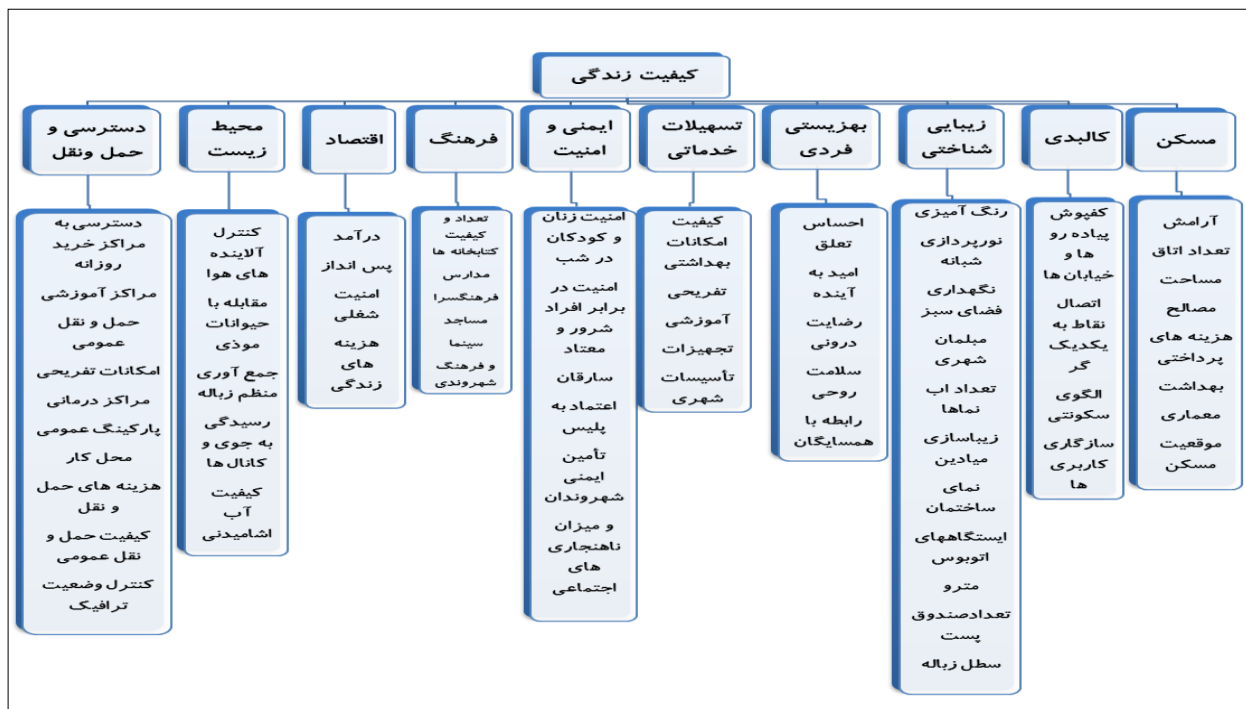 کیفیت زندگی
مسکن
کالبدی
زیبایی
شناختی
بهزیستی
فردی
تسهیلات
خدماتی
ایمنی و
امنیت
فرهنگ
اقتصاد
محیط
زیست
دسترسی و
حمل ونقل
آرامش
تعداد اتاق
مساحت
مصالح
هزینه های
پرداختی
بهداشت
معماری
موقعیت
مسکن
کفپوش
پیاده رو
ها و
خیابان ها
اتصال
نقاط به
یکدیک
گر
الگوی
سکونتی
سازگاری
کاربری
ها
رنگ آمیزی
نورپردازی
شبانه
نگهداری
فضای سبز
مبلمان
شهری
تعداد اب
نماها
زیباسازی
میادین
نمای
ساختمان
ایستگاههای
اتوبوس
مترو
تعدادصندوق
پست
سطل زباله
احساس
تعلق
امید به
آینده
رضایت
درونی
سلامت
روحی
رابطه با
همسایگان
کیفیت
امکانات
بهداشتی
تفریحی
آموزشی
تجهیزات
تأسیسات
شهری
امنیت زنان
و کودکان
در شب
امنیت در
برابر افراد
شرور و
معتاد
سارقان
اعتماد به
پلیس
تأمین
ایمنی
شهروندان
و میزان
ناهنجاری
های
اجتماعی
تعداد و
کیفیت
کتابخانه ها
مدارس
فرهنگسرا
مساجد
سینما
و فرهنگ
شهروندی
درآمد
پس انداز
امنیت
شغلی
هزینه
های
زندگی
کنترل
آلاینده
های هوا
مقابله با
حیوانات
موذی
جمع آوری
منظم زباله
رسیدگی
به جوی و
کانال ها
کیفیت
آب
اشامیدنی
دسترسی به
مراکز خرید
روزانه
مراکز آموزشی
حمل و نقل
عمومی
امکانات تفریحی
مراکز درمانی
پارکینگ عمومی
محل کار
هزینه های حمل
و نقل
کیفیت حمل و
نقل عمومی
کنترل وضعیت
ترافیک